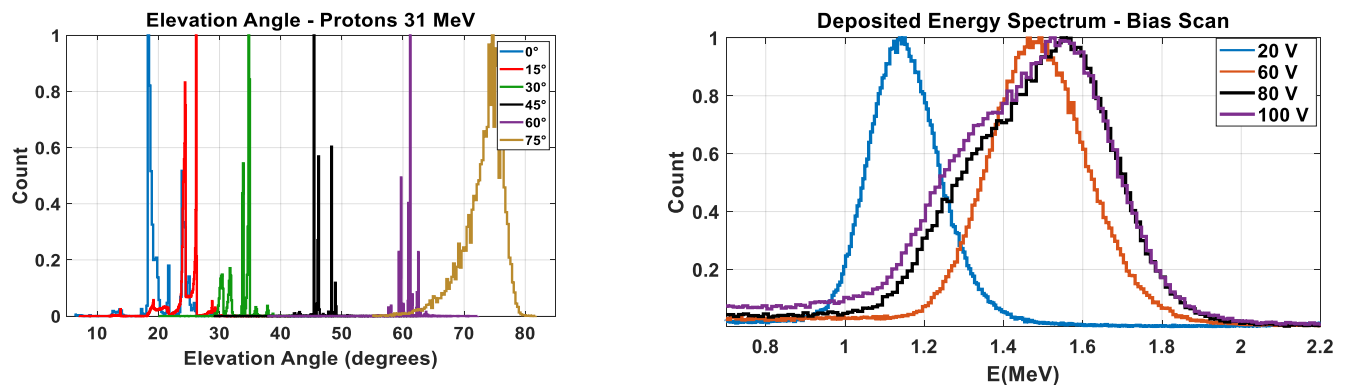 Elevation Angle - Protons 31 MeV
1
0.8
0.6
0.4
0.2
0
Count
10 20 30 40 50 60 70 80
Elevation Angle (degrees)
0°
15°
30°
45°
60°
75°
Deposited Energy Spectrum - Bias Scan
1
0.8
0.6
0.4
0.2
Count
0.8 1 1.2 1.4 1.6 1.8 2 2.2
E(MeV)
20 V
60 V
80 V
100 V